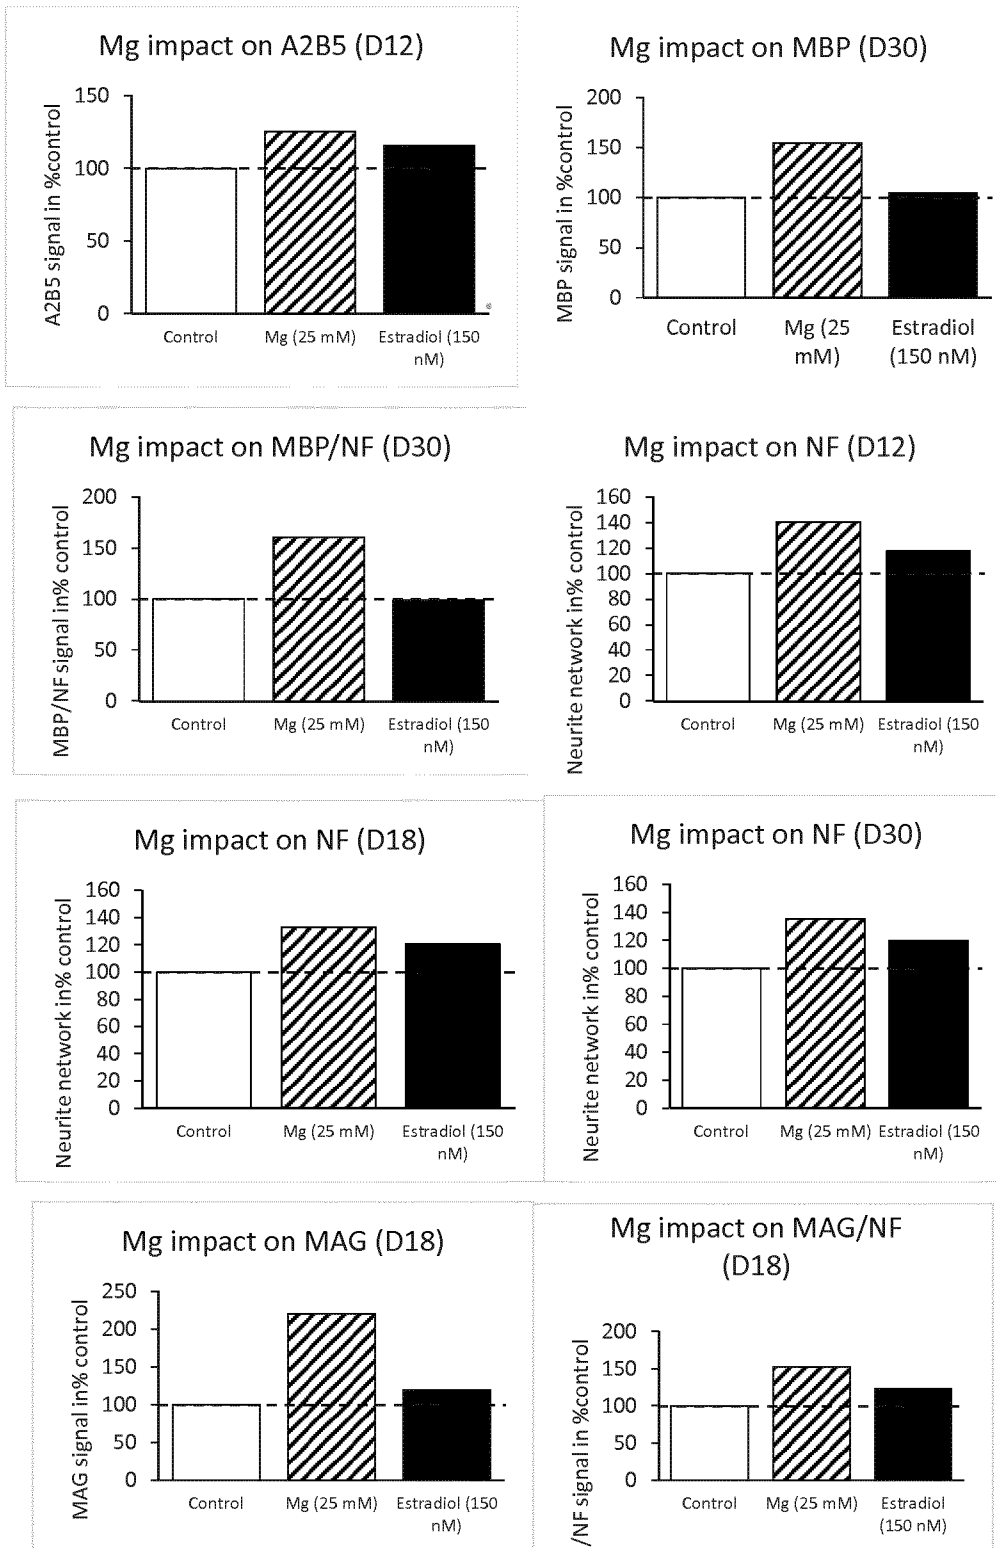 Mg impact on A2B5 (D12)
A2B5 signal in %control
150
100
50
0
Control
Mg (25 mM)
Estradiol (150
nM)
Mg impact on MBP (D30)
MBP signal in %control
200
150
100
50
0
Control
Mg (25
mM)
Estradiol
(150 nM)
Mg impact on MBP/NF (D30)
MBP/NF signal in% control
200
150
100
50
0
Control
Mg (25 mM)
Estradiol (150
nM)
Mg impact on NF (D12)
Neurite network in% control
160
140
120
100
80
60
40
20
0
Control
Mg (25 mM)
Estradiol (150
nM)
Mg impact on NF (D18)
Neurite network in% control
160
140
120
100
80
60
40
20
0
Control
Mg (25 mM)
Estradiol (150
nM)
Mg impact on NF (D30)
Neurite network in% control
160
140
120
100
80
60
40
20
0
Control
Mg (25 mM)
Estradiol (150
nM)
Mg impact on MAG (D18)
MAG signal in% control
250
200
150
100
50
0
Control
Mg (25 mM)
Estradiol (150
nM)
Mg impact on MAG/NF
(D18)
/NF signal in %control
200
150
100
50
0
Control
Mg (25 mM)
Estradiol
(150 nM)